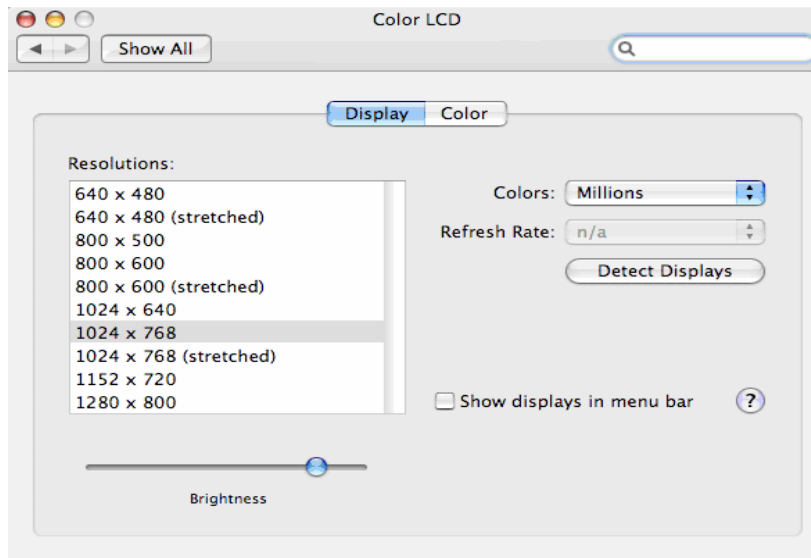 Color LCD
Show All
Display Color
Resolutions:
640 x 480
640 x 480 (stretched)
800 x 500
800 x 600
800 x 600 (stretched)
1024 x 640
1024 x 768
1024 x 768 (stretched)
1152 x 720
1280 x 800
Colors: Millions
Refresh Rate: n/a
Detect Displays
Show displays in menu bar ?
Brightness